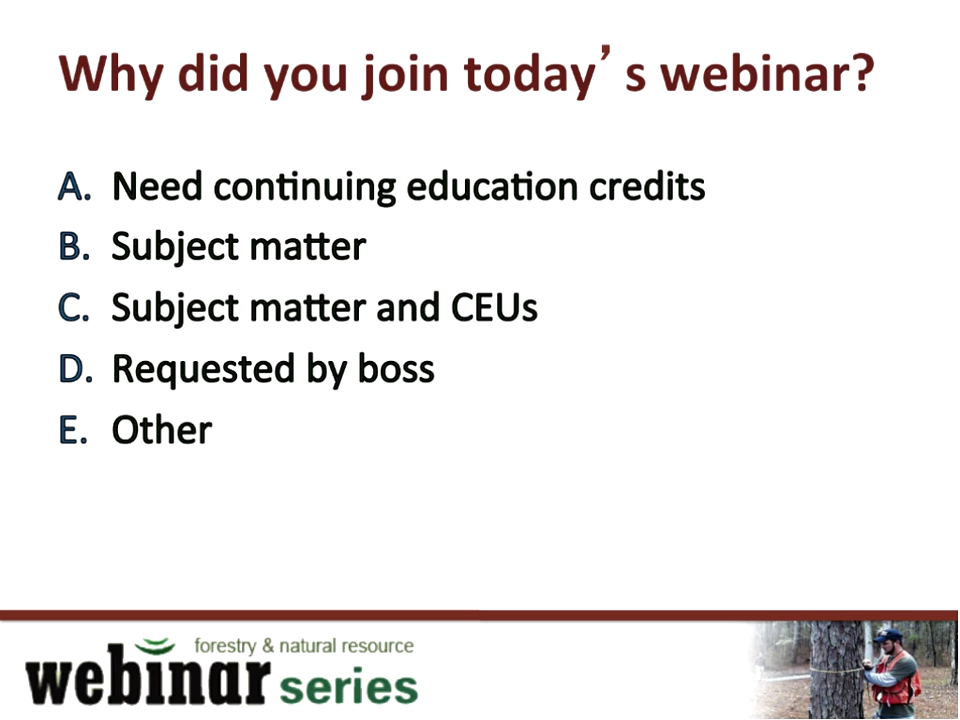 Why did you join today’s webinar?
A. Need continuing education credits
B. Subject matter
C. Subject matter and CEUs
D. Requested by boss
E. Other
forestry & natural resource
webinar series